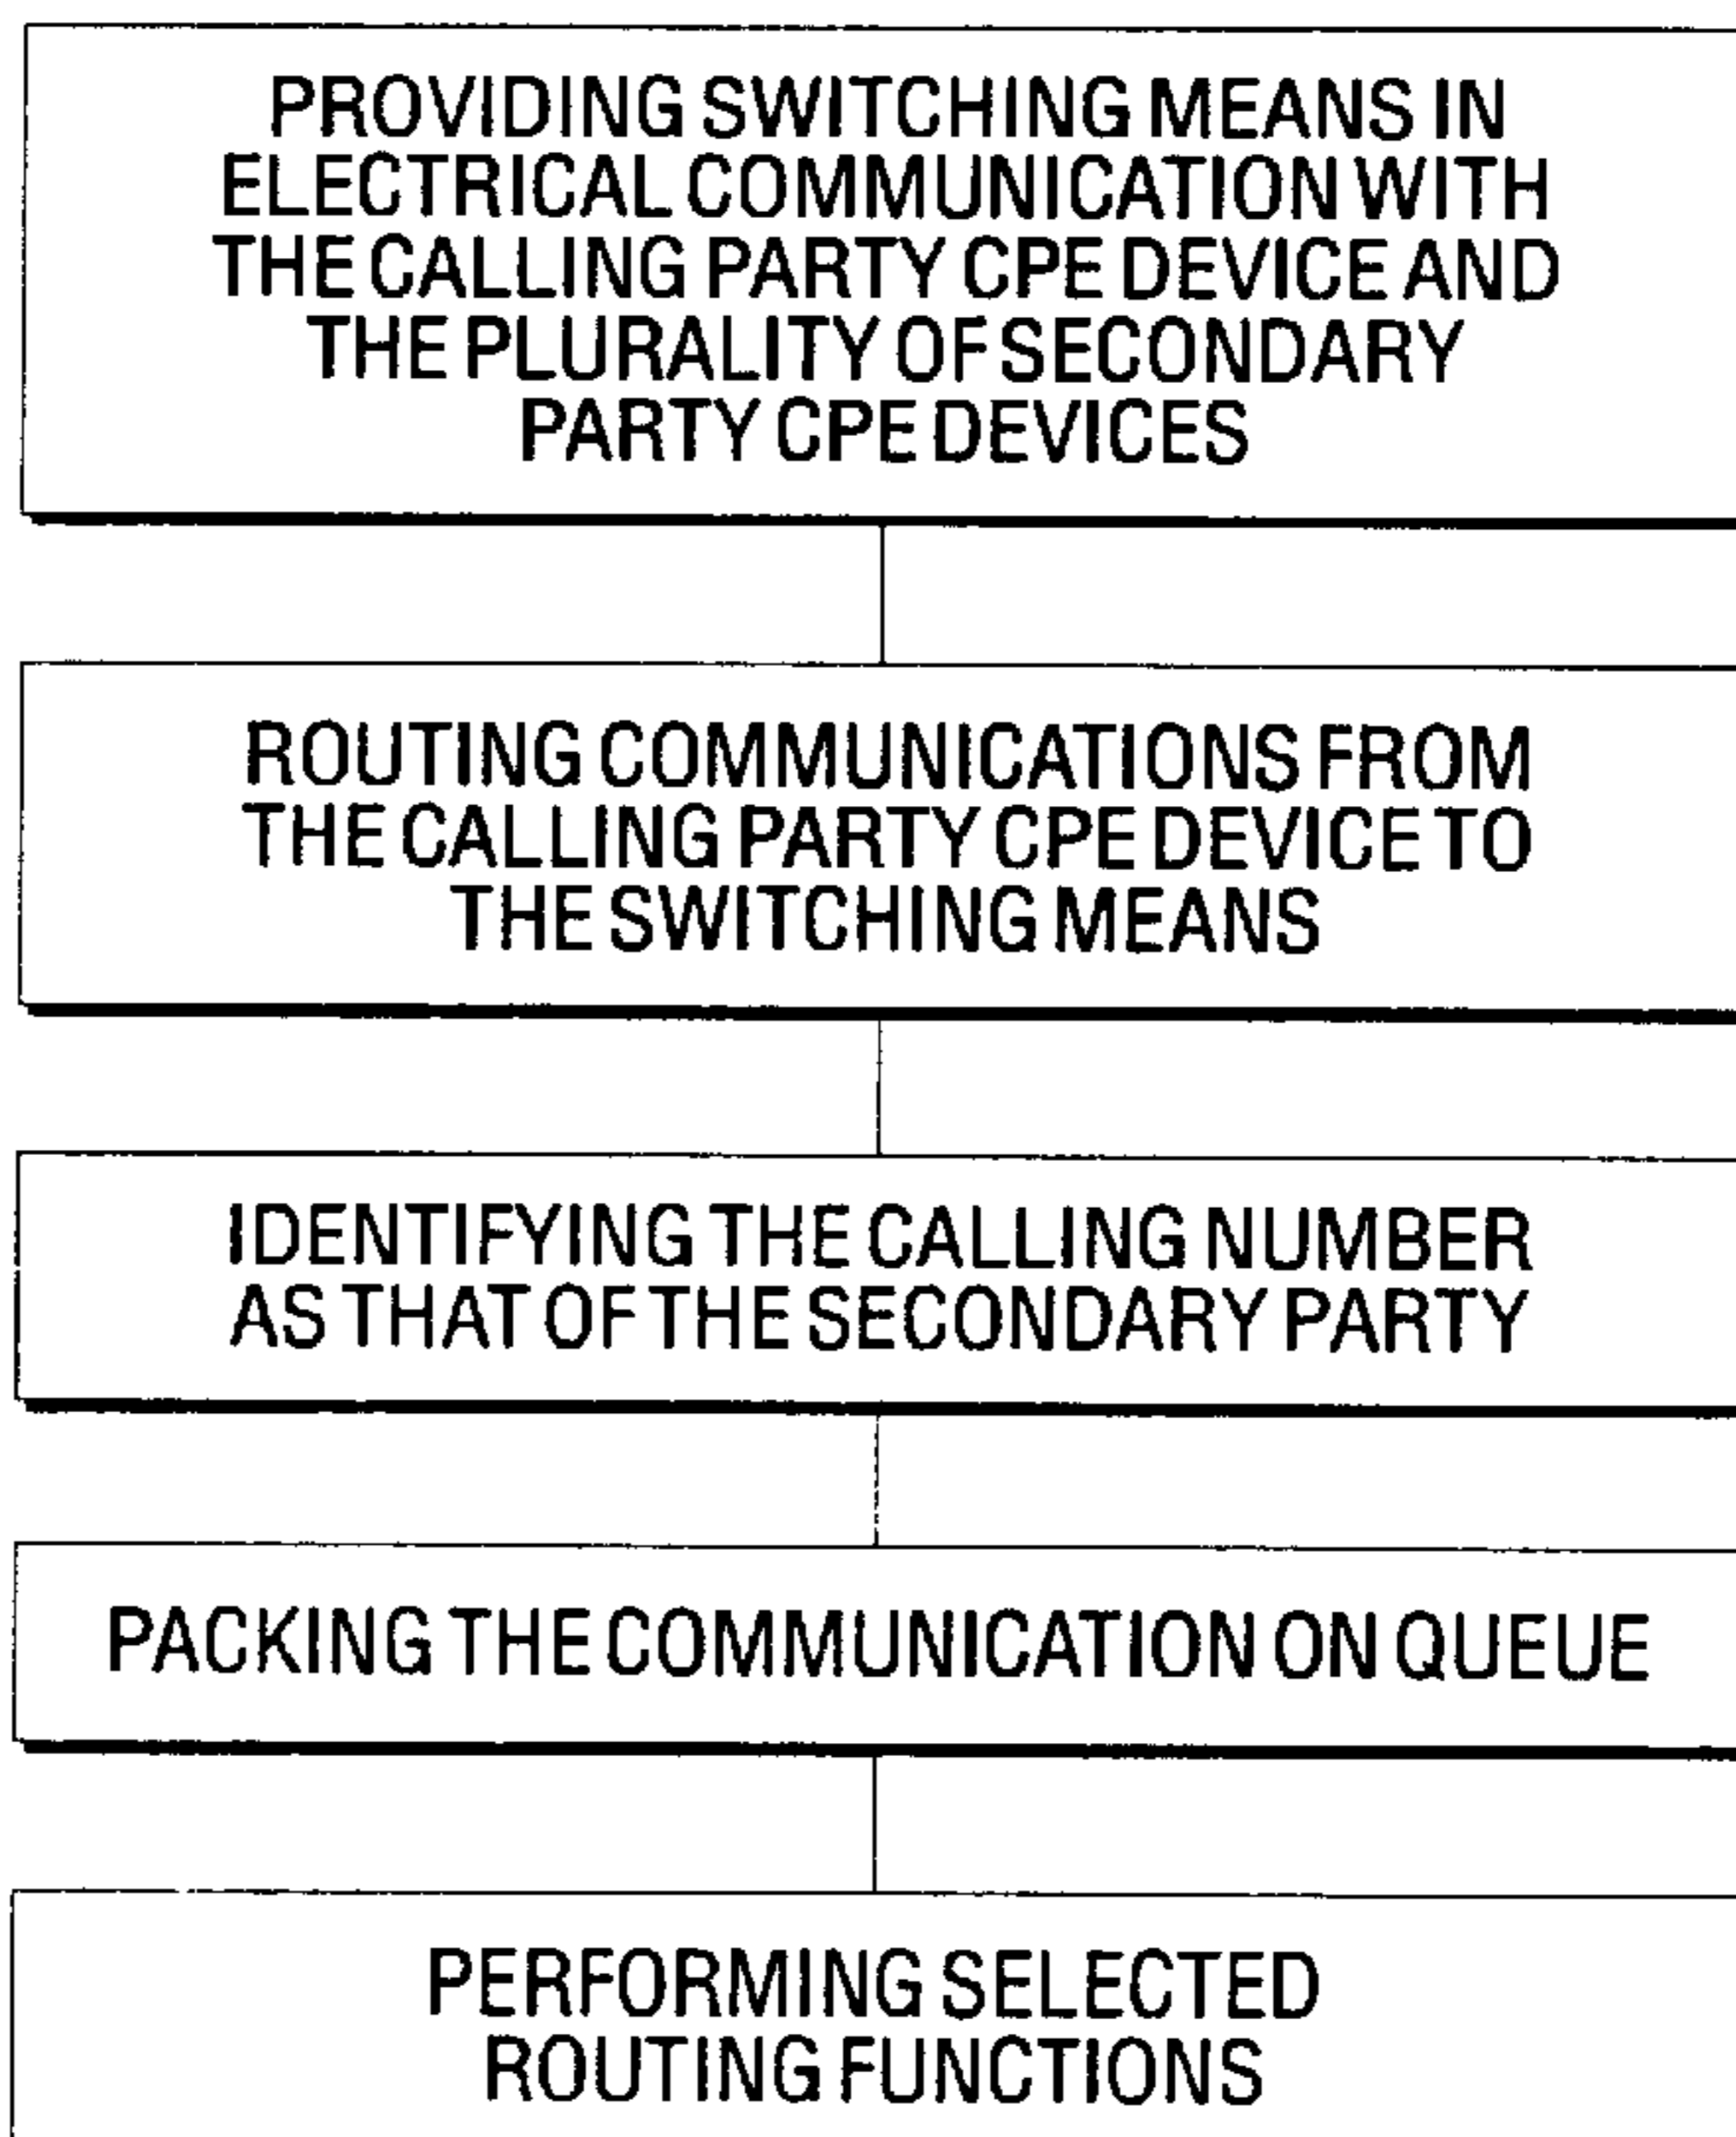 PROVIDING SWITCHING MEANS IN
ELECTRICAL COMMUNICATION WITH
THE CALLING PARTY CPE DEVICE AND
THE PLURALITY OF SECONDARY
PARTY CPE DEVICES
ROUTING COMMUNICATIONS FROM
THE CALLING PARTY CPE DEVICE TO
THE SWITCHING MEANS
IDENTIFYING THE CALLING NUMBER
AS THAT OF THE SECONDARY PARTY
PACKING THE COMMUNICATION ON QUEUE
PERFORMING SELECTED
ROUTING FUNCTIONS